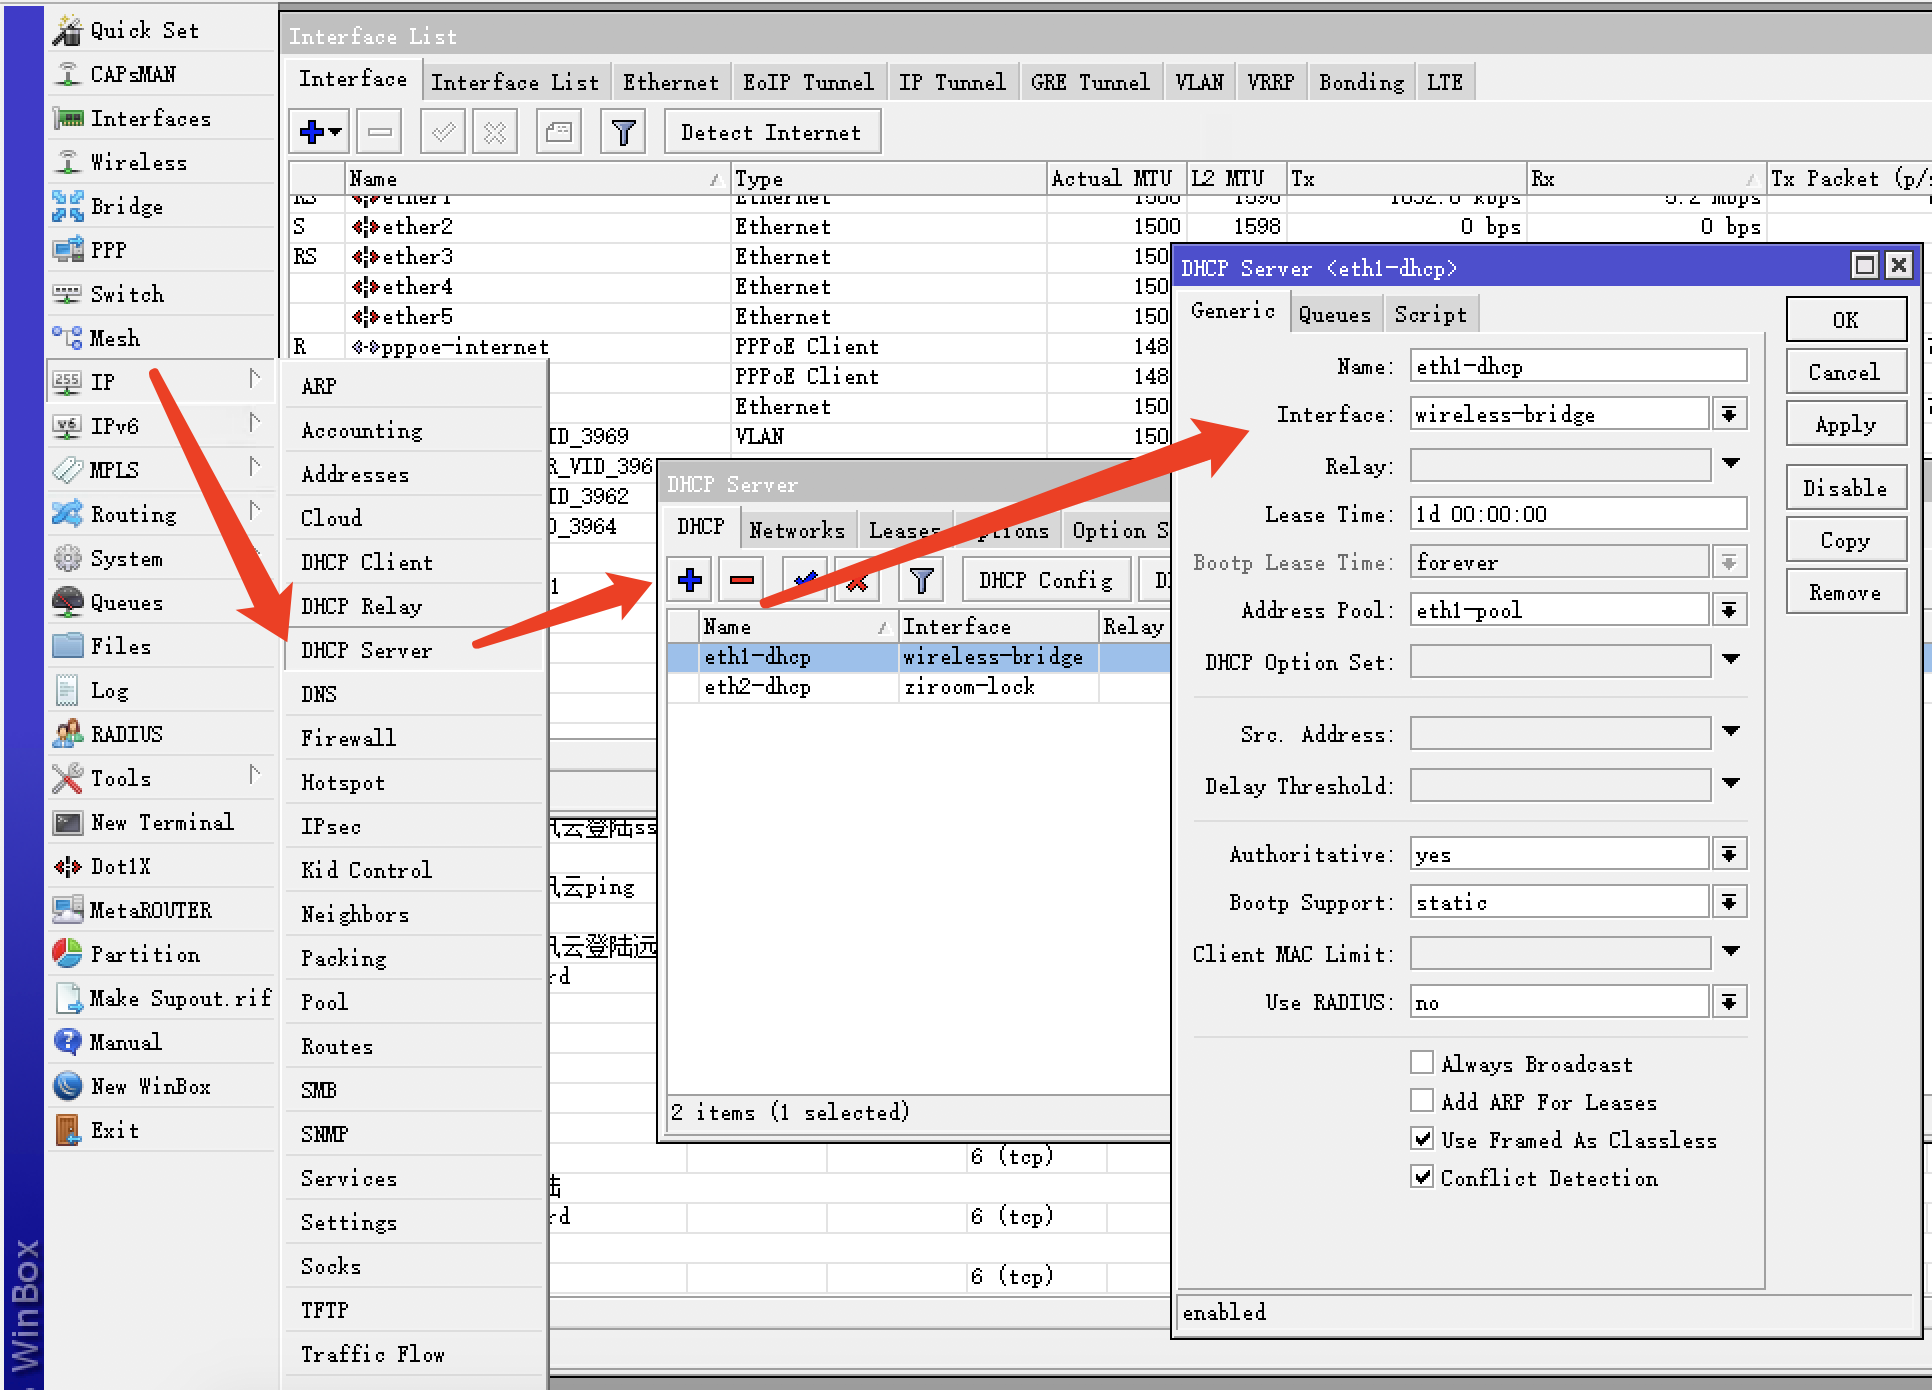 Quick Set
CAPsMAN
Interfaces
Wireless
Bridge
PPP
Switch
Mesh
IP
IPv6
MPLS
Routing
System
Queues
Files
Log
RADIUS
Tools
New Terminal
Dot1X
MetaROUTER
Partition
Make Supout.rif
Manual
New WinBox
Exit
WinBox
Interface List
Interface Interface List Ethernet EoIP Tunnel IP Tunnel GRE Tunnel VLAN VRRP Bonding LTE
Detect Internet
Name Type Actual MTU L2 MTU Tx Rx Tx Packet (p/
RS ether1 Ethernet 1500 1598 1032.0 kbps 5.2 Mbps
S ether2 Ethernet 1500 1598 0 bps 0 bps
RS ether3 Ethernet 150
ether4 Ethernet 150
ether5 Ethernet 150
R pppoe-internet PPPoE Client 148
PPPoE Client 148
Ethernet 150
ID_3969 VLAN 150
R_VID_396
ID_3962
D_3964
1
ARP
Accounting
Addresses
Cloud
DHCP Client
DHCP Relay
DHCP Server
DNS
Firewall
Hotspot
IPsec
Kid Control
Neighbors
Packing
Pool
Routes
SMB
SNMP
Services
Settings
Socks
TFTP
Traffic Flow
云登陆ss
云ping
云登陆远
rd
6 (tcp)
陆
rd 6 (tcp)
6 (tcp)
DHCP Server
DHCP Networks Leases Options Option S
DHCP Config D
Name Interface Relay
eth1-dhcp wireless-bridge
eth2-dhcp ziroom-lock
2 items (1 selected)
DHCP Server <eth1-dhcp>
Generic Queues Script
Name: eth1-dhcp
Interface: wireless-bridge
Relay:
Lease Time: 1d 00:00:00
Bootp Lease Time: forever
Address Pool: eth1-pool
DHCP Option Set:
Src. Address:
Delay Threshold:
Authoritative: yes
Bootp Support: static
Client MAC Limit:
Use RADIUS: no
Always Broadcast
Add ARP For Leases
Use Framed As Classless
Conflict Detection
OK
Cancel
Apply
Disable
Copy
Remove
enabled